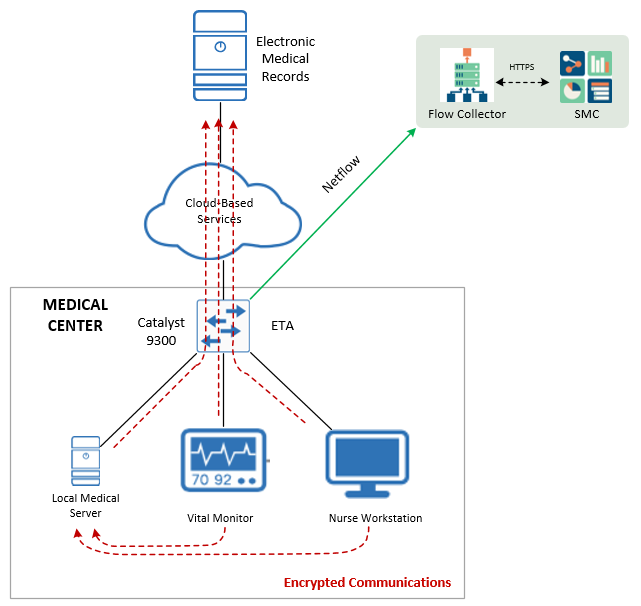 Electronic
Medical
Records
HTTPS
Flow Collector
SMC
Netflow
Cloud-Based
Services
MEDICAL
CENTER
Catalyst
9300
ETA
70 92
Local Medical
Server
Vital Monitor
Nurse Workstation
Encrypted Communications